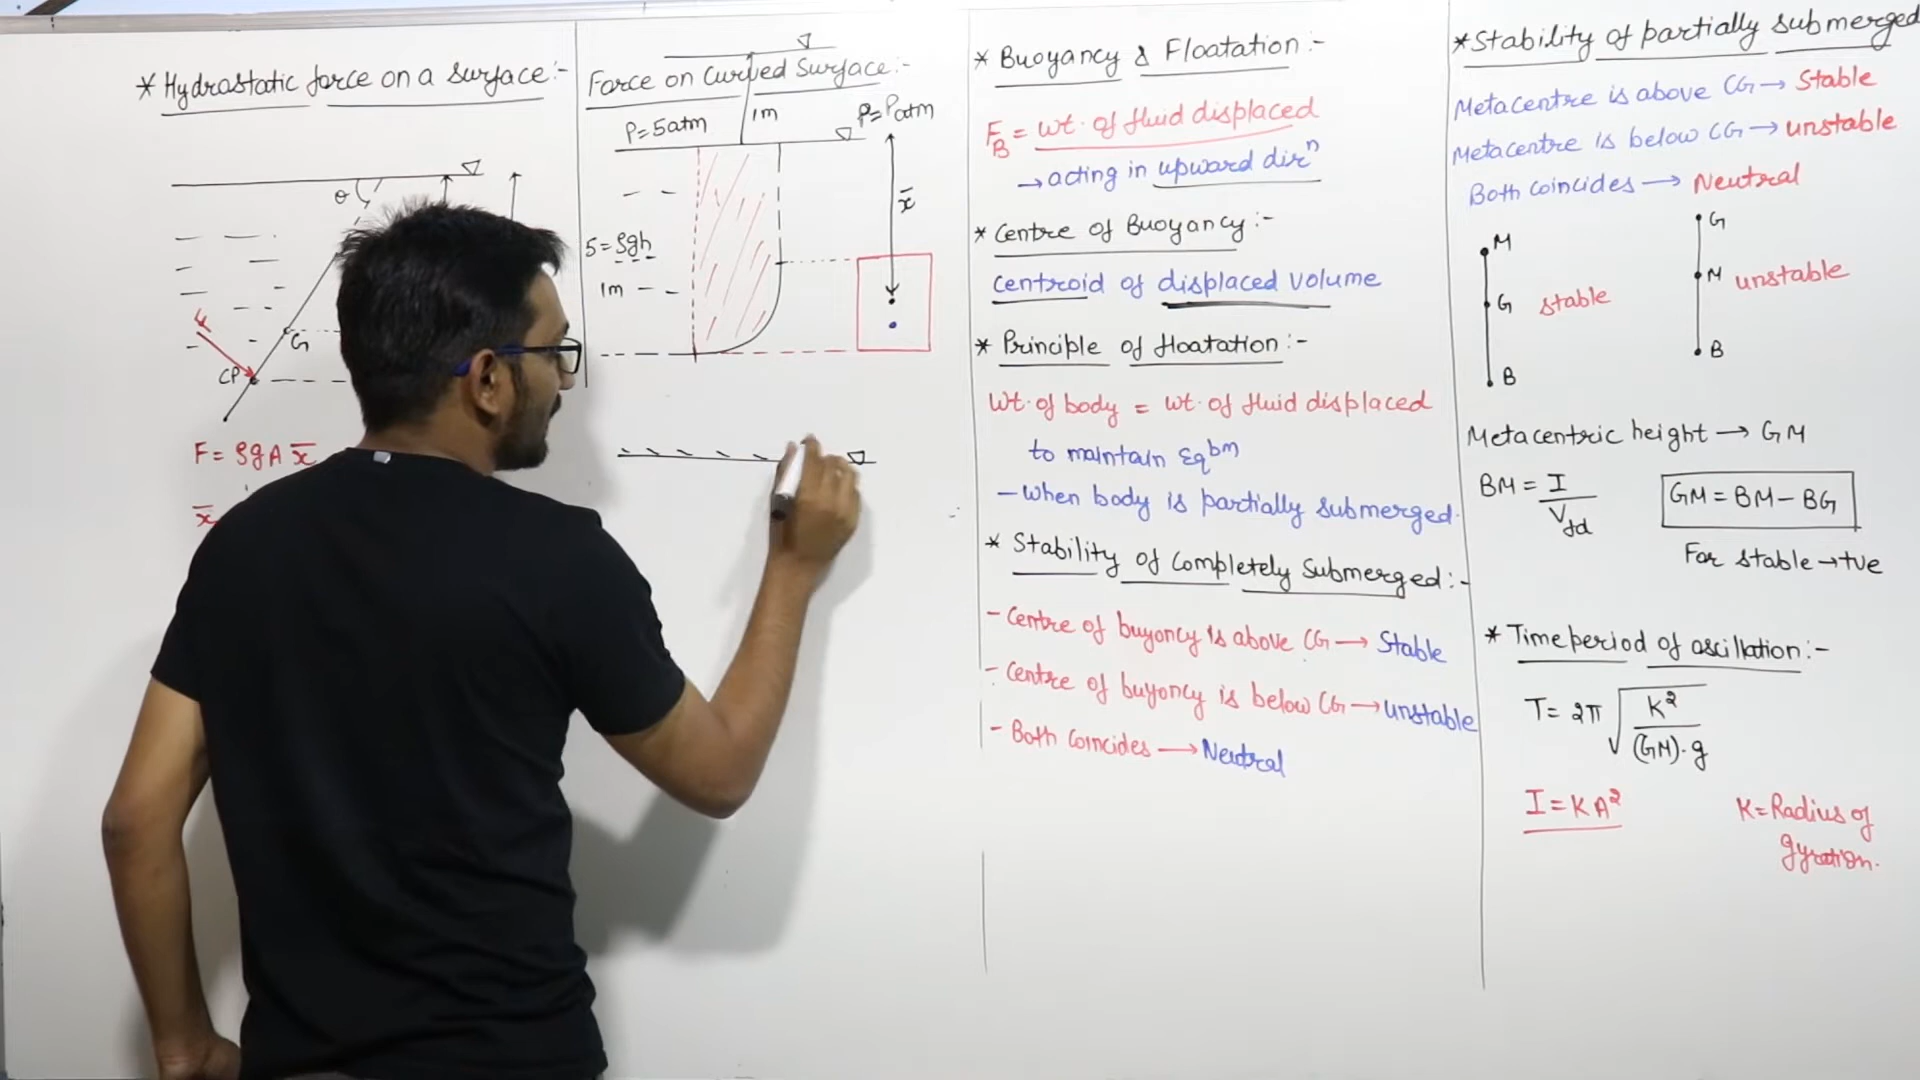 * Hydrostatic force on a surface:-
θ
G
CP
F = ρgA x̄
x̄
Force on Curved Surface:-
P=5atm
1m
P=Patm
x̄
5=ρgh
1m
* Buoyancy & Floatation:-
F_B = wt. of fluid displaced
→ acting in upward dirⁿ
* Centre of Buoyancy:-
centroid of displaced volume
* Principle of floatation:-
Wt. of body = wt. of fluid displaced
to maintain Eqbm
- When body is partially submerged.
* Stability of Completely Submerged:-
- Centre of buyoncy is above CG → Stable
- Centre of buyoncy is below CG → unstable
- Both Coincides → Neutral
* Stability of partially submerged
Metacentre is above CG → Stable
Metacentre is below CG → unstable
Both Coincides → Neutral
M
G stable
B
G
M unstable
B
Metacentric height → GM
BM = I / V_fd
GM = BM - BG
For stable → +ve
* Time period of oscillation:-
T = 2π √(K² / (GM).g)
I = KA²
K=Radius of
gyration.